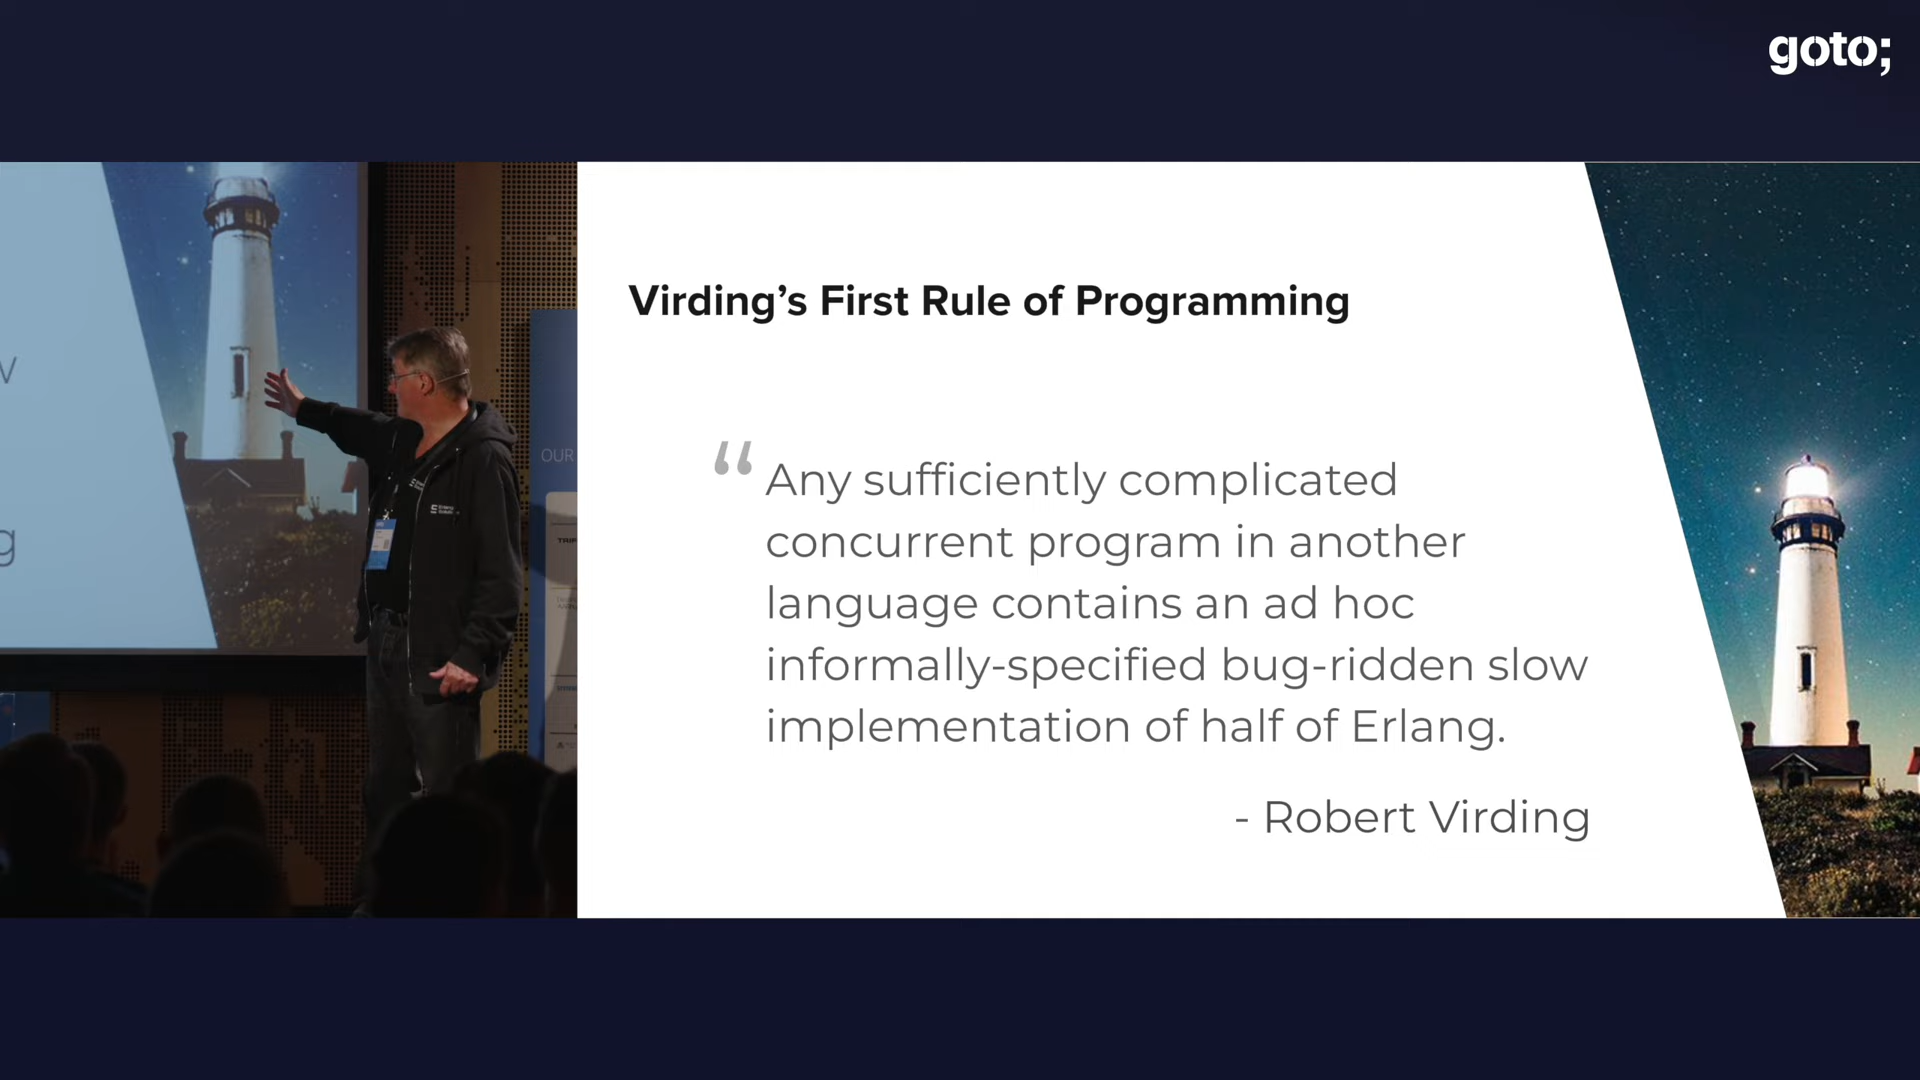 goto;
Virding’s First Rule of Programming
“Any sufficiently complicated
concurrent program in another
language contains an ad hoc
informally-specified bug-ridden slow
implementation of half of Erlang.
- Robert Virding
OUR